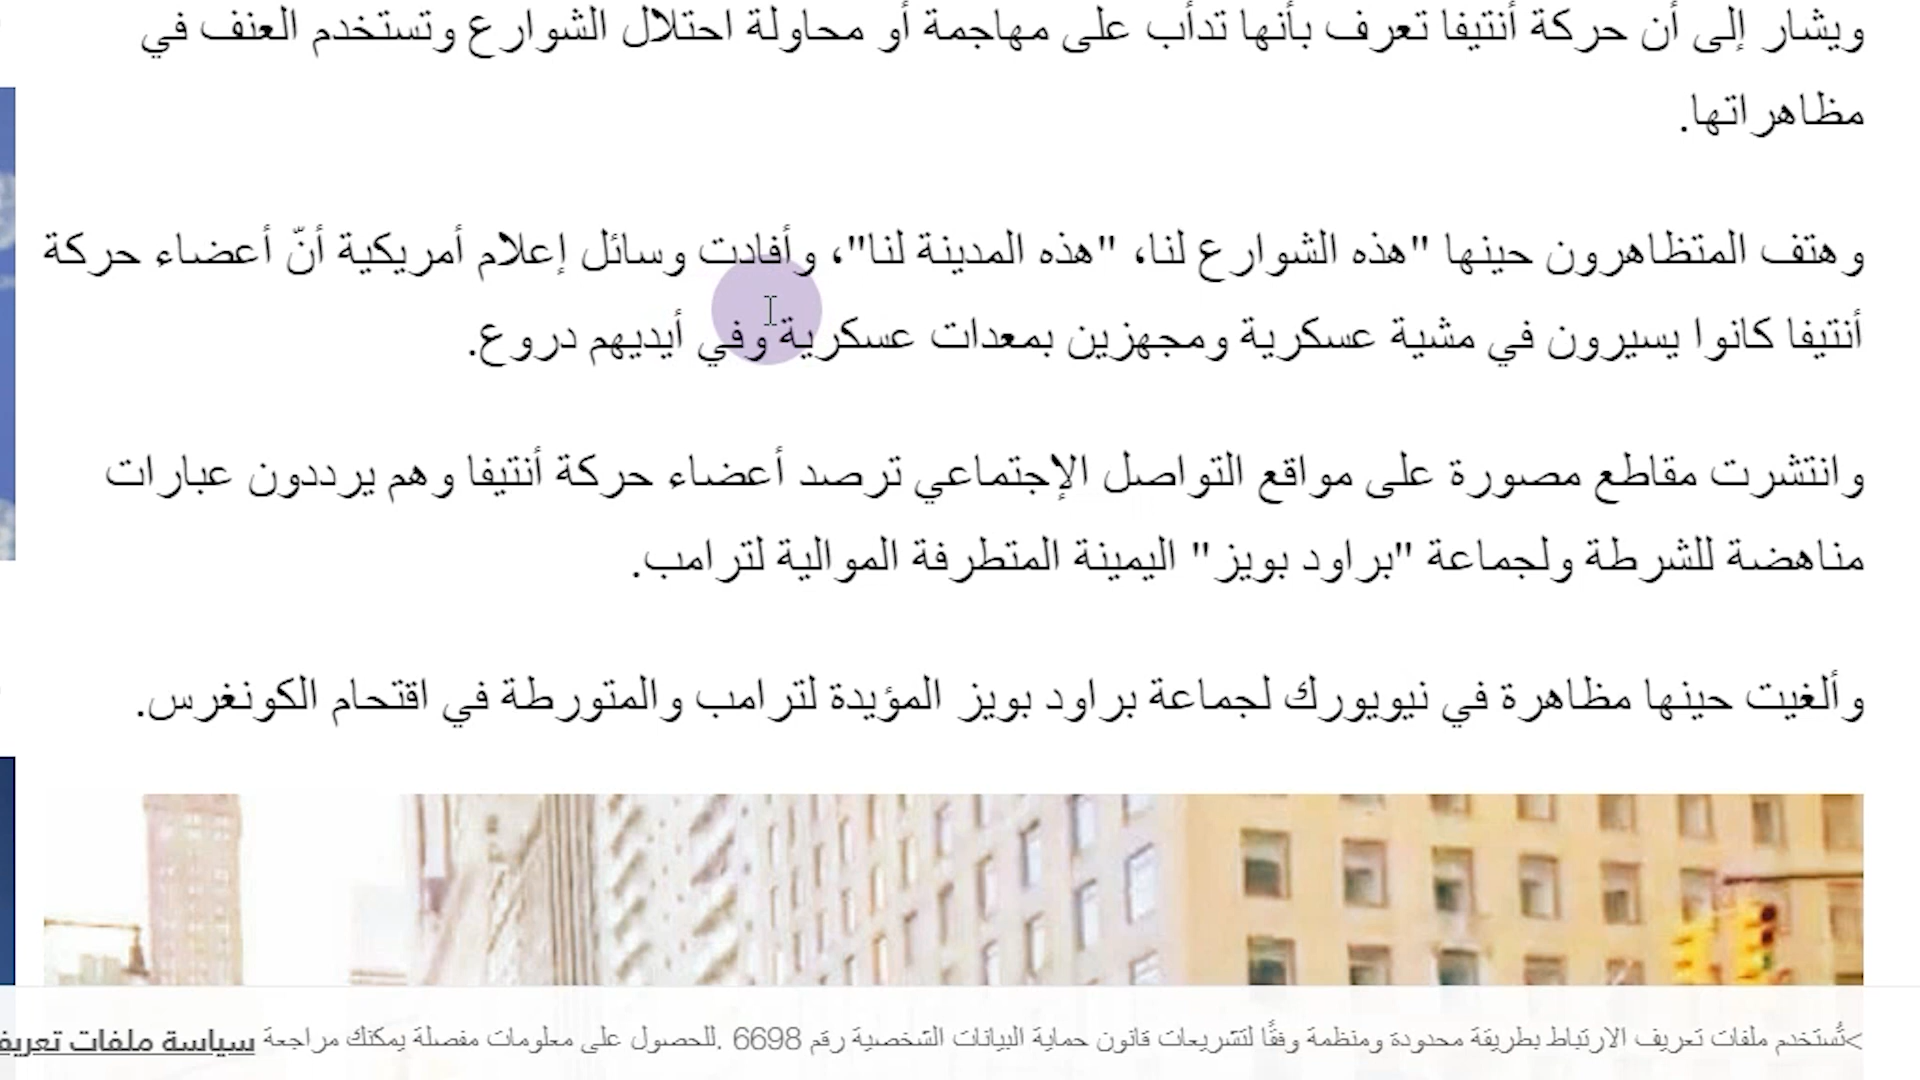 ويشار إلى أن حركة أنتيفا تعرف بأنها تدأب على مهاجمة أو محاولة احتلال الشوارع وتستخدم العنف في
مظاهراتها.
وهتف المتظاهرون حينها "هذه الشوارع لنا، "هذه المدينة لنا"، وأفادت وسائل إعلام أمريكية أنّ أعضاء حركة
أنتيفا كانوا يسيرون في مشية عسكرية ومجهزين بمعدات عسكرية وفي أيديهم دروع.
وانتشرت مقاطع مصورة على مواقع التواصل الإجتماعي ترصد أعضاء حركة أنتيفا وهم يرددون عبارات
مناهضة للشرطة ولجماعة "براود بويز" اليمينة المتطرفة الموالية لترامب.
وألغيت حينها مظاهرة في نيويورك لجماعة براود بويز المؤيدة لترامب والمتورطة في اقتحام الكونغرس.
>تُستخدم ملفات تعريف الارتباط بطريقة محدودة ومنظمة وفقًا لتشريعات قانون حماية البيانات الشخصية رقم 6698 .للحصول على معلومات مفصلة يمكنك مراجعة سياسة ملفات تعريف